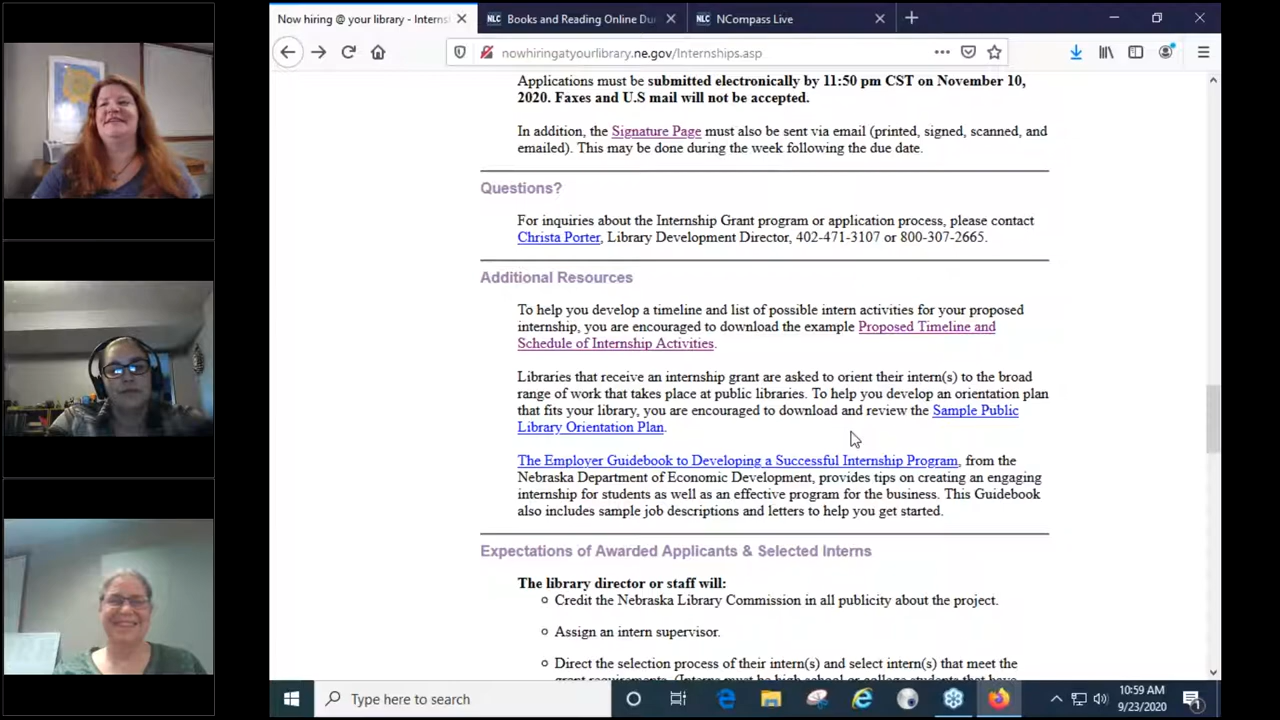 Now hiring @ your library - Interns
Books and Reading Online Du
NCompass Live
nowhiringatyourlibrary.ne.gov/Internships.asp
Applications must be submitted electronically by 11:50 pm CST on November 10,
2020. Faxes and U.S mail will not be accepted.
In addition, the Signature Page must also be sent via email (printed, signed, scanned, and
emailed). This may be done during the week following the due date.
Questions?
For inquiries about the Internship Grant program or application process, please contact
Christa Porter, Library Development Director, 402-471-3107 or 800-307-2665.
Additional Resources
To help you develop a timeline and list of possible intern activities for your proposed
internship, you are encouraged to download the example Proposed Timeline and
Schedule of Internship Activities.
Libraries that receive an internship grant are asked to orient their intern(s) to the broad
range of work that takes place at public libraries. To help you develop an orientation plan
that fits your library, you are encouraged to download and review the Sample Public
Library Orientation Plan.
The Employer Guidebook to Developing a Successful Internship Program, from the
Nebraska Department of Economic Development, provides tips on creating an engaging
internship for students as well as an effective program for the business. This Guidebook
also includes sample job descriptions and letters to help you get started.
Expectations of Awarded Applicants & Selected Interns
The library director or staff will:
Credit the Nebraska Library Commission in all publicity about the project.
Assign an intern supervisor.
Direct the selection process of their intern(s) and select intern(s) that meet the
grant requirements. (Interns must be high school or college students that have
Type here to search
10:59 AM
9/23/2020